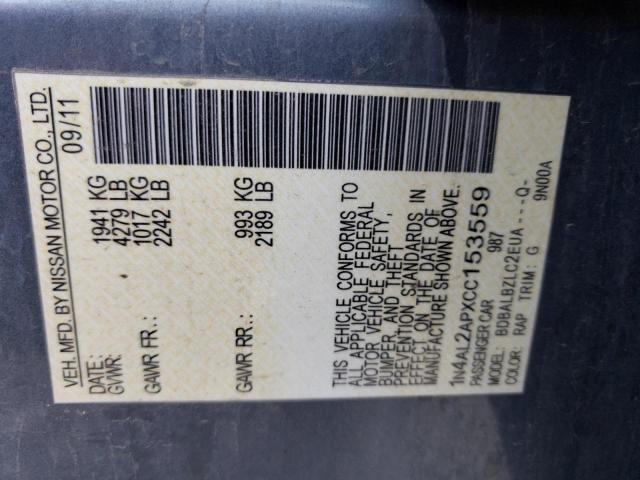 VEH. MFD. BY NISSAN MOTOR CO., LTD.
DATE: 09/11
GVWR: 1941 KG
4279 LB
GAWR FR: 1017 KG
2242 LB
GAWR RR: 993 KG
2189 LB
THIS VEHICLE CONFORMS TO
ALL APPLICABLE FEDERAL
MOTOR VEHICLE SAFETY,
BUMPER, AND THEFT
PREVENTION STANDARDS IN
EFFECT ON THE DATE OF
MANUFACTURE SHOWN ABOVE.
1N4AL2APXCC153559
PASSENGER CAR 987
MODEL: BDBALBZLC2EUA---Q-
COLOR: RAP TRIM: G 9N00A